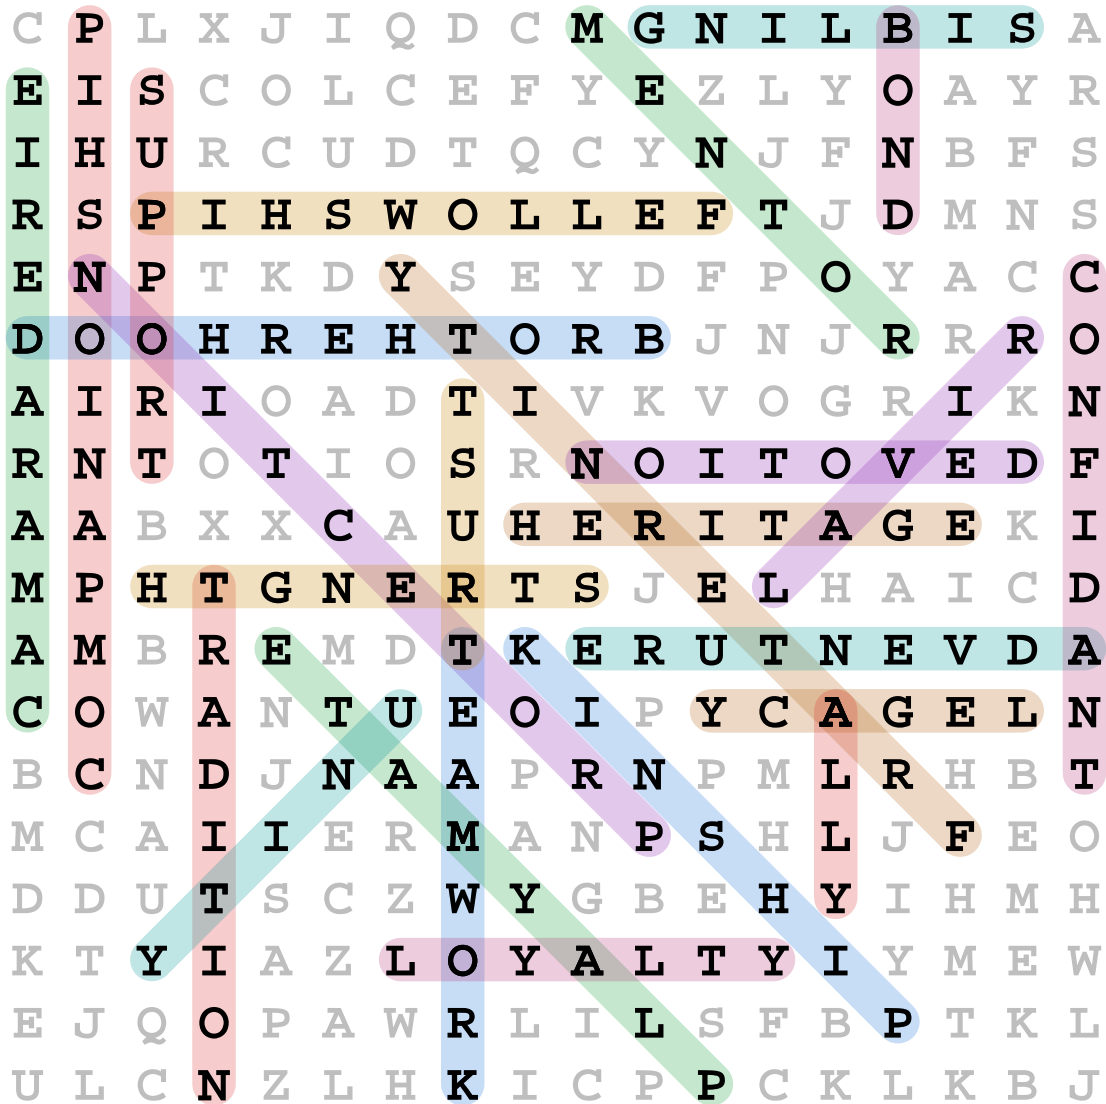 C P L X J I Q D C M G N I L B I S A
E I S C O L C E F Y E Z L Y O A Y R
I H U R C U D T Q C Y N J F N B F S
R S P I H S W O L L E F T J D M N S
E N P T K D Y S E Y D F P O Y A C C
D O O H R E H T O R B J N J R R R O
A I R I O A D T I V K V O G R I K N
R N T O T I O S R N O I T O V E D F
A A B X X C A U H E R I T A G E K I
M P H T G N E R T S J E L H A I C D
A M B R E M D T K E R U T N E V D A
C O W A N T U E O I P Y C A G E L N
B C N D J N A A P R N P M L R H B T
M C A I I E R M A N P S H L J F E O
D D U T S C Z W Y G B E H Y I H M H
K T Y I A Z L O Y A L T Y I Y M E W
E J Q O P A W R L I L S F B P T K L
U L C N Z L H K I C P P C K L K B J